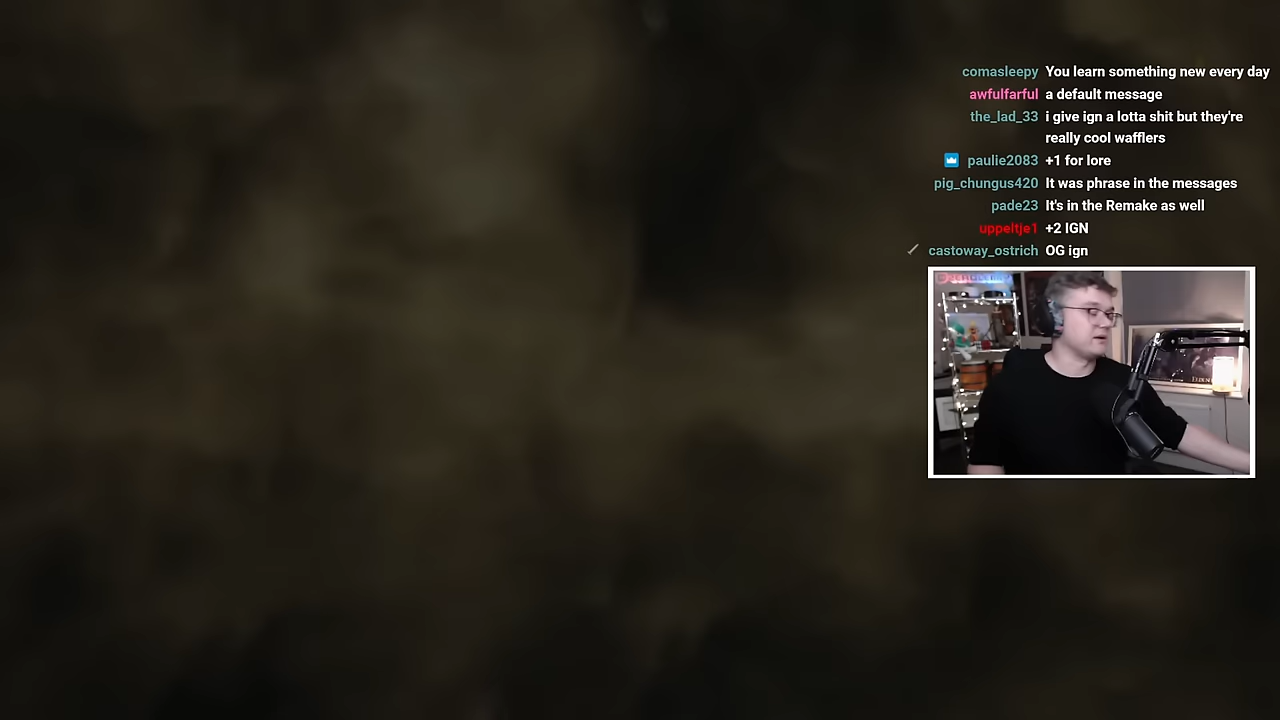 comasleepy You learn something new every day
awfulfarful a default message
the_lad_33 i give ign a lotta shit but they're
really cool wafflers
paulie2083 +1 for lore
pig_chungus420 It was phrase in the messages
pade23 It's in the Remake as well
uppeltje1 +2 IGN
castoway_ostrich OG ign